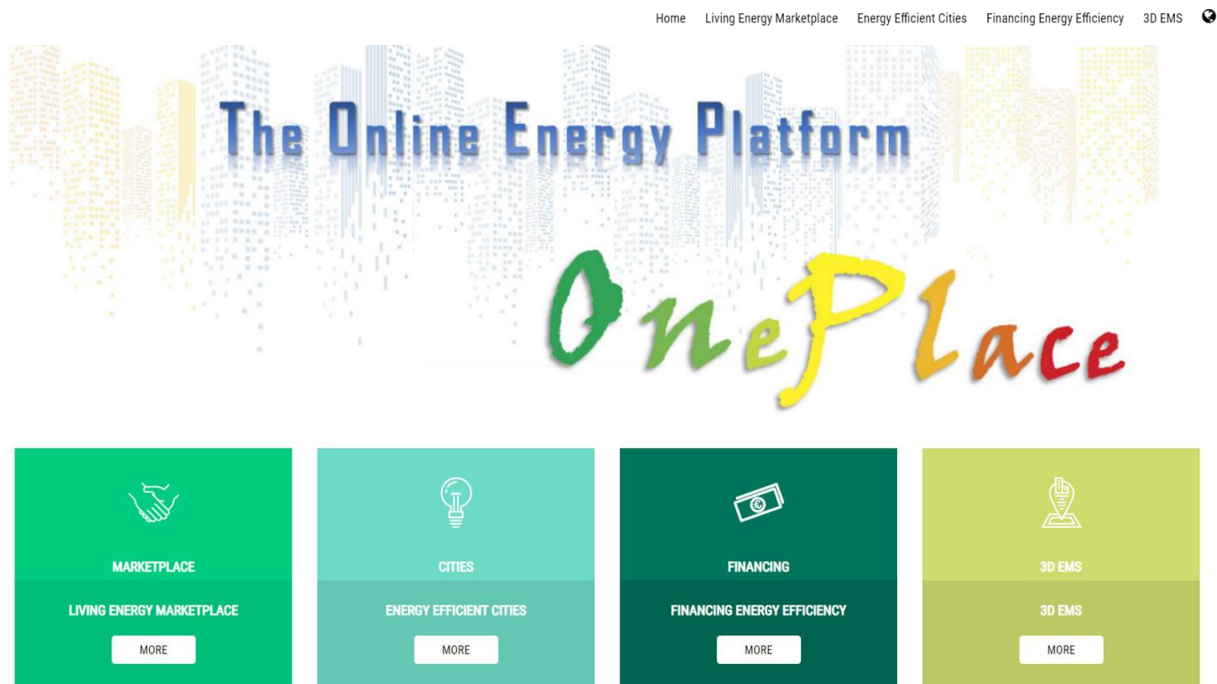 Home Living Energy Marketplace Energy Efficient Cities Financing Energy Efficiency 3D EMS
The Online Energy Platform
OnePlace
MARKETPLACE CITIES FINANCING 3D EMS
LIVING ENERGY MARKETPLACE ENERGY EFFICIENT CITIES FINANCING ENERGY EFFICIENCY 3D EMS
MORE MORE MORE MORE